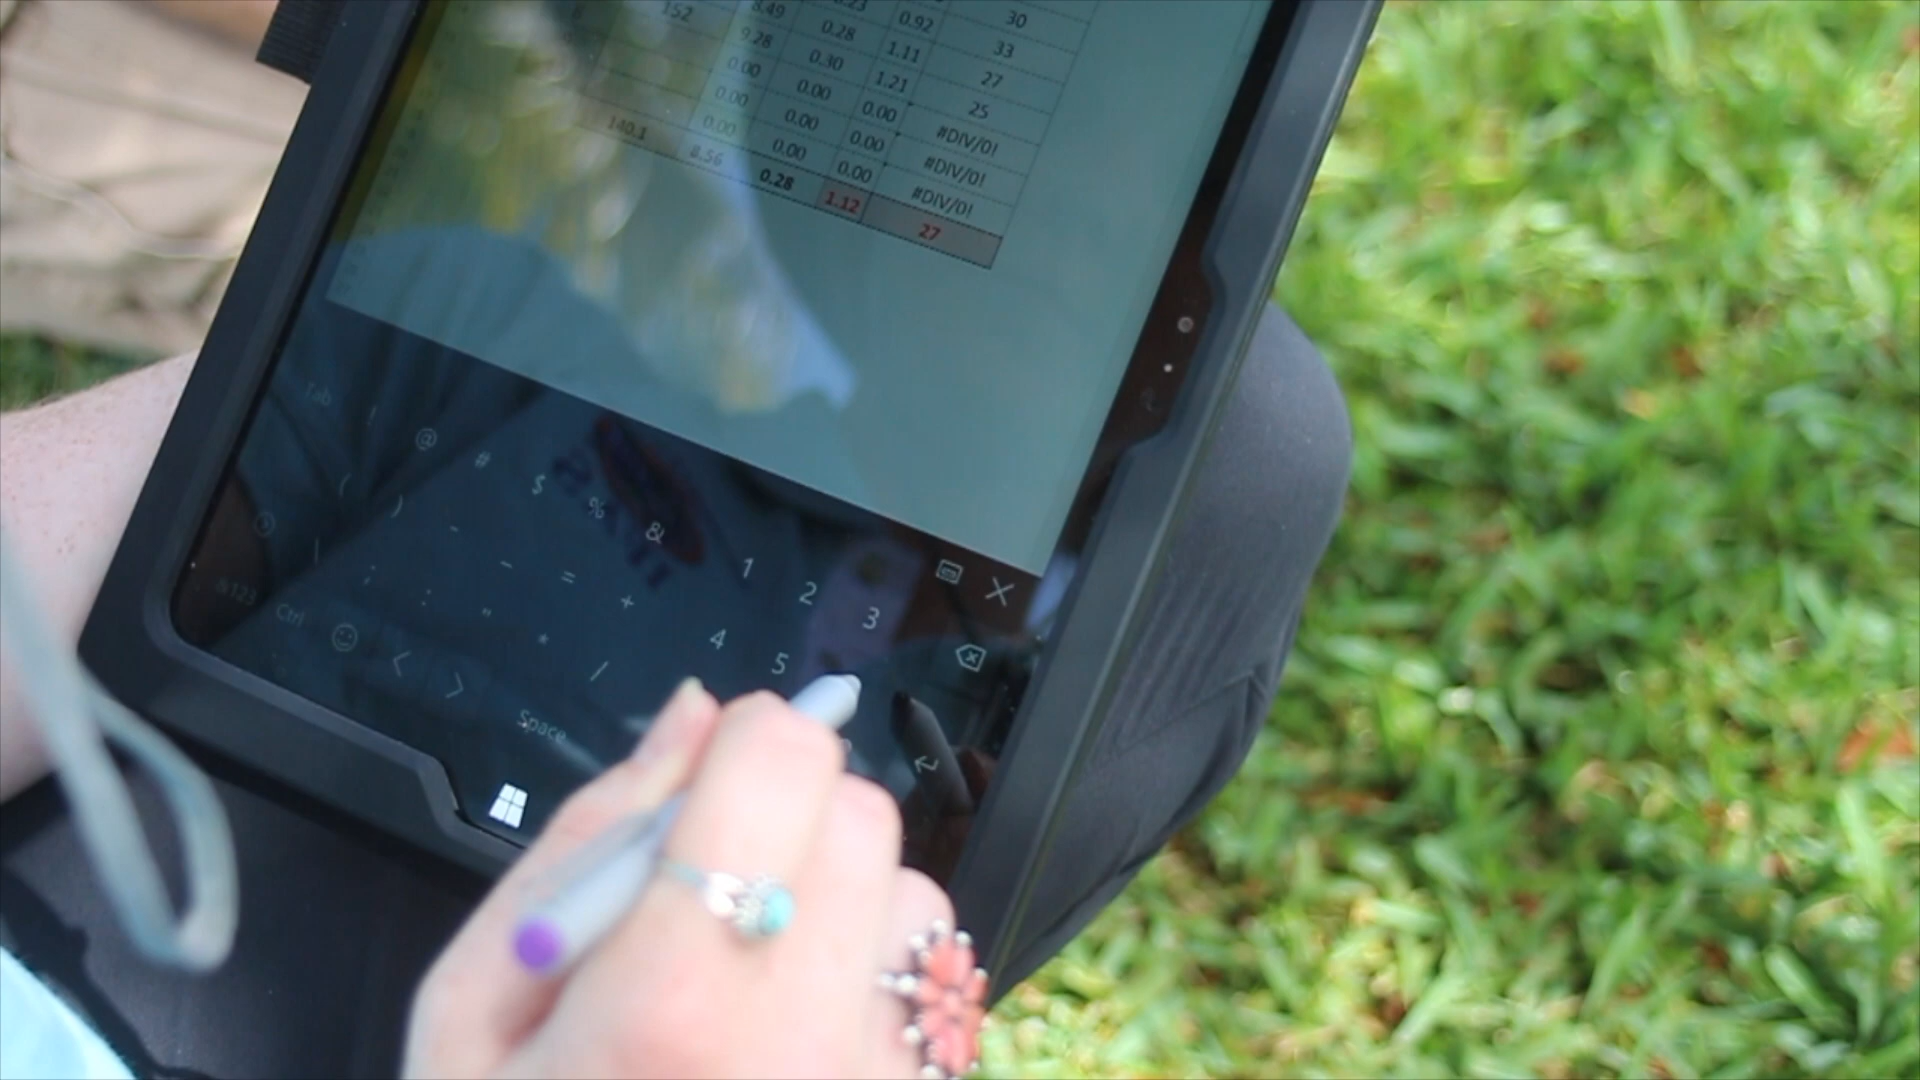 30
0.92 33
8.49 0.28 1.11 27
152 9.28 0.30 1.21 25
0.00 0.00 0.00 #DIV/0!
0.00 0.00 0.00 #DIV/0!
0.00 0.00 0.00 #DIV/0!
140.1 8.56 0.28 1.12 27
Tab ! @ # $ % & 1 2 3
( ) - _ = + 4 5
\ ; : " * /
&123 Ctrl < > Space